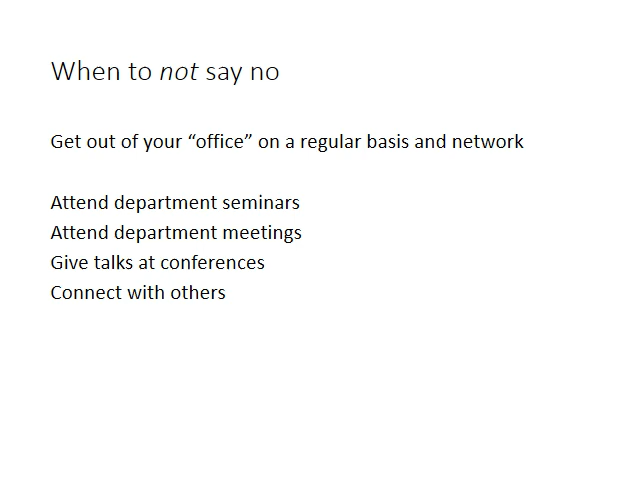 When to not say no
Get out of your “office” on a regular basis and network
Attend department seminars
Attend department meetings
Give talks at conferences
Connect with others